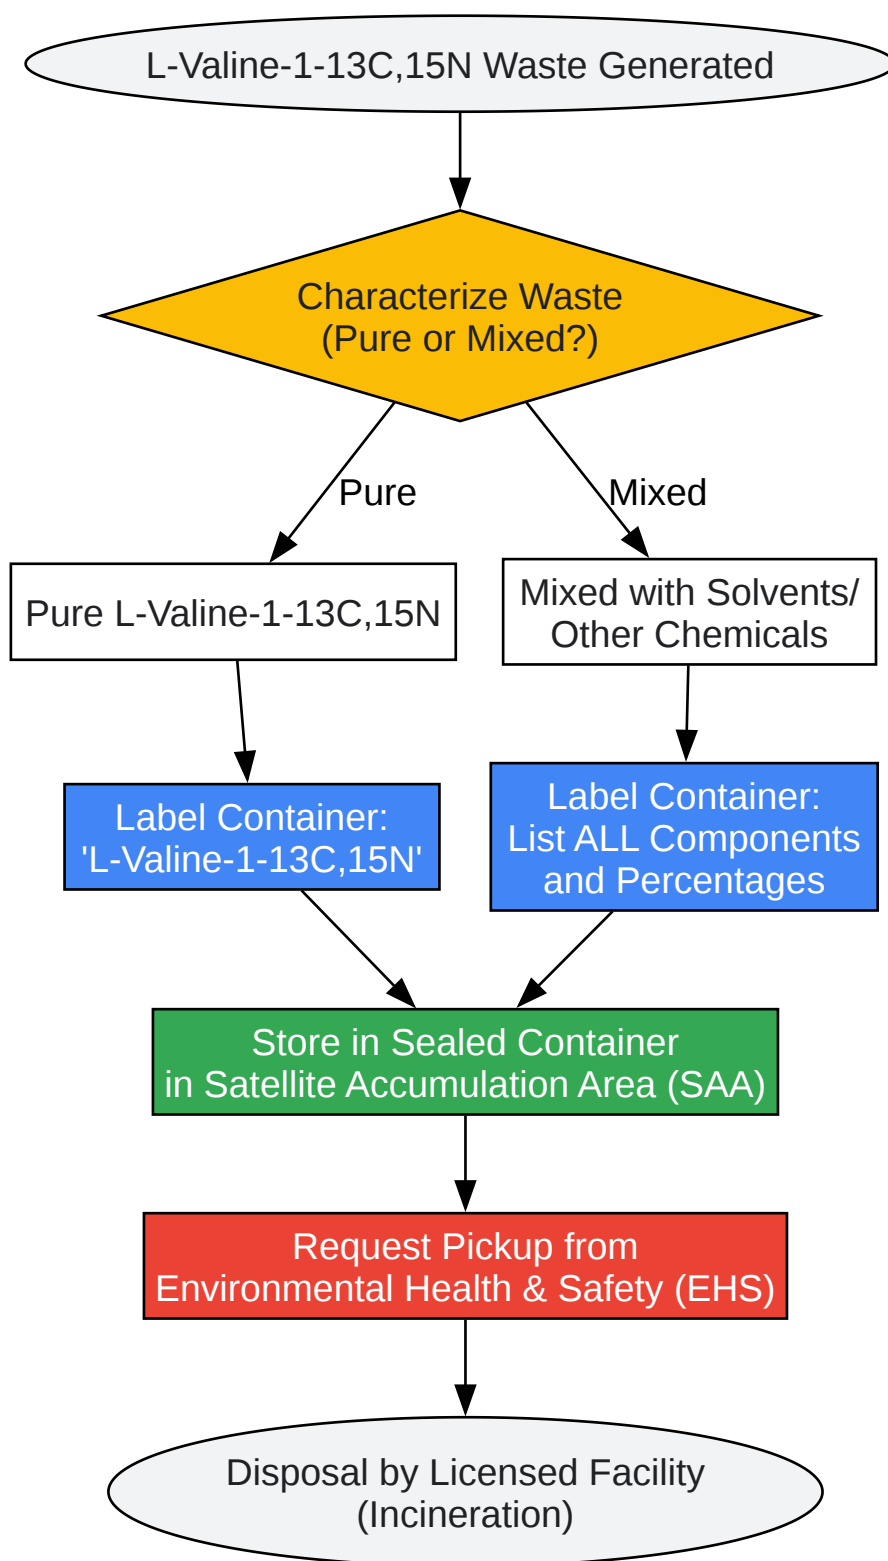 L-Valine-1-13C,15N Waste Generated
Characterize Waste
(Pure or Mixed?)
Pure
Mixed
Pure L-Valine-1-13C,15N
Mixed with Solvents/
Other Chemicals
Label Container:
'L-Valine-1-13C,15N'
Label Container:
List ALL Components
and Percentages
Store in Sealed Container
in Satellite Accumulation Area (SAA)
Request Pickup from
Environmental Health & Safety (EHS)
Disposal by Licensed Facility
(Incineration)